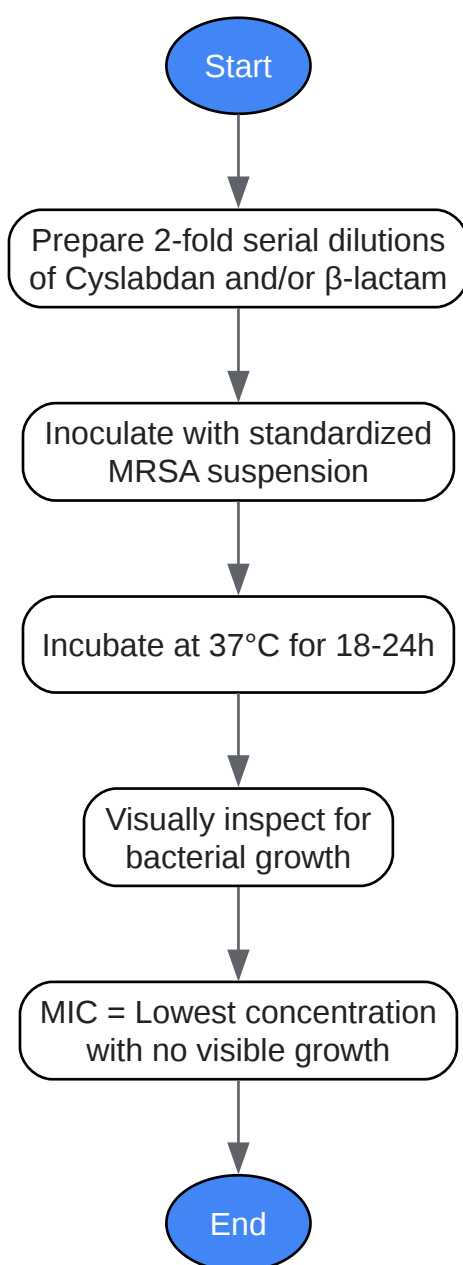 Start
Prepare 2-fold serial dilutions
of Cyslabdan and/or β-lactam
Inoculate with standardized
MRSA suspension
Incubate at 37°C for 18-24h
Visually inspect for
bacterial growth
MIC = Lowest concentration
with no visible growth
End